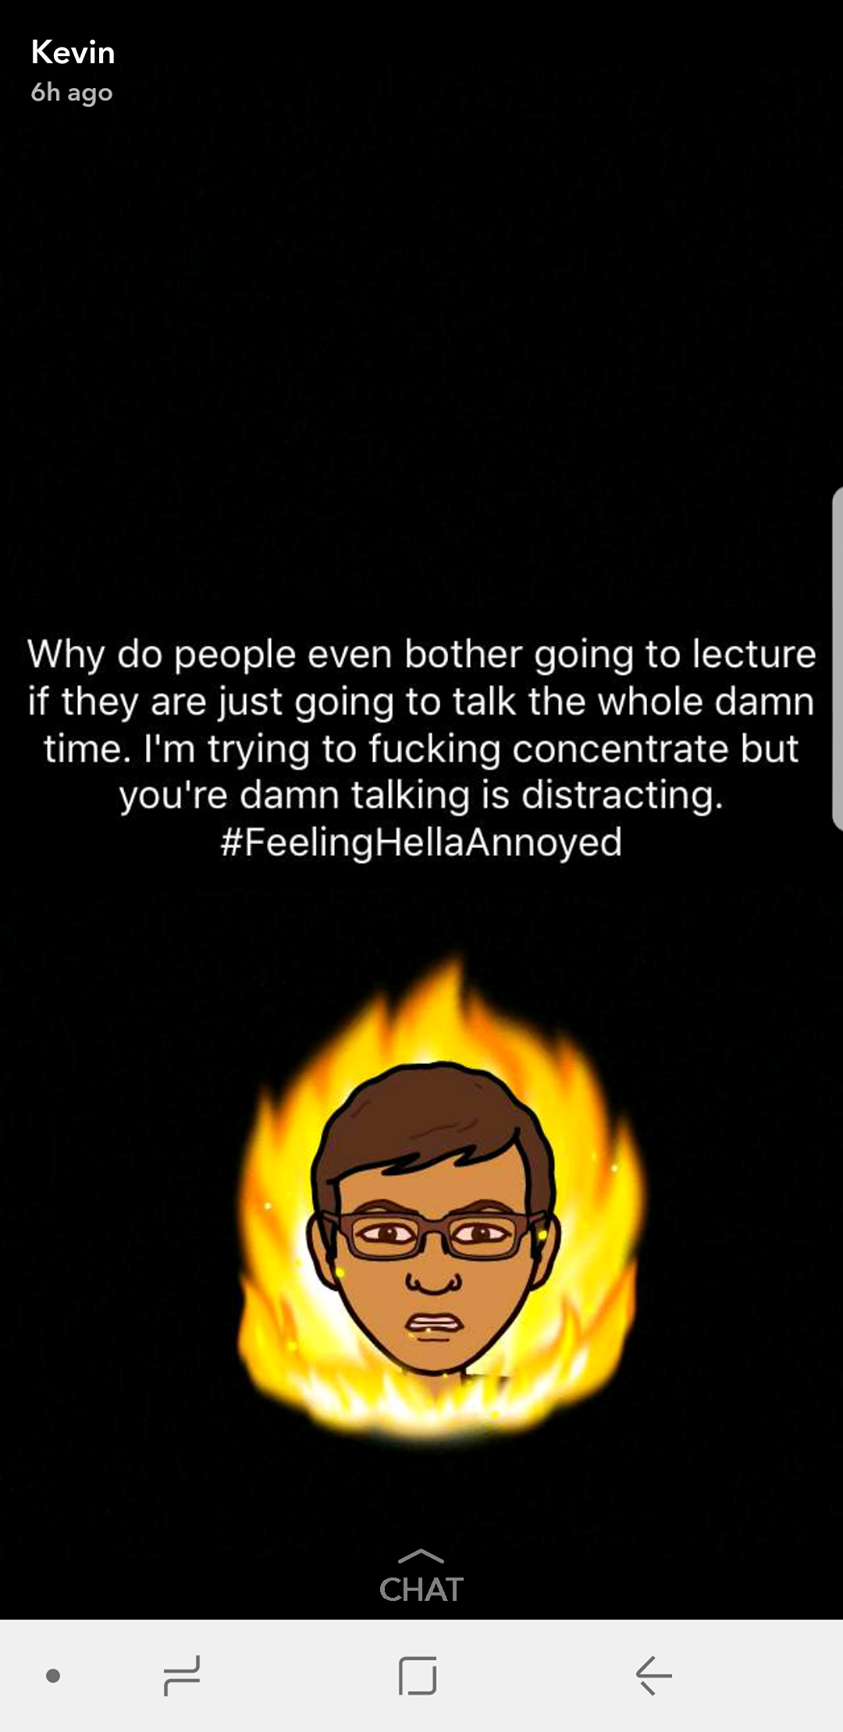 Kevin
6h ago
Why do people even bother going to lecture
if they are just going to talk the whole damn
time. I'm trying to fucking concentrate but
you're damn talking is distracting.
#FeelingHellaAnnoyed
CHAT